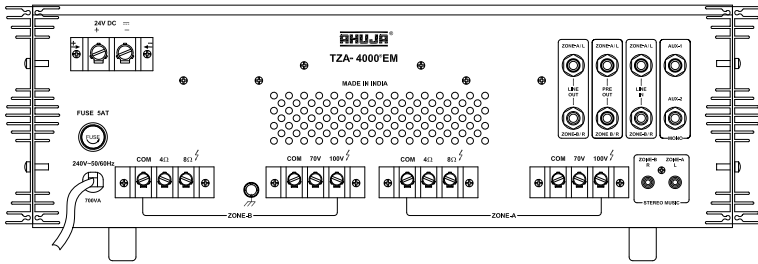 24V DC
+ -
+ -
AHUJA
TZA- 4000°EM
MADE IN INDIA
ZONE-A/L ZONE-A/L ZONE-A/L AUX-1
LINE OUT
PRE OUT
LINE IN
AUX-2
ZONE-B/R ZONE B/R ZONE-B/R MONO
FUSE 5AT
FUSE
240V~50/60Hz
700VA
COM 4Ω 8Ω
COM 70V 100V
COM 4Ω 8Ω
COM 70V 100V
ZONE-B R
ZONE-A L
STEREO MUSIC
ZONE-B
ZONE-A